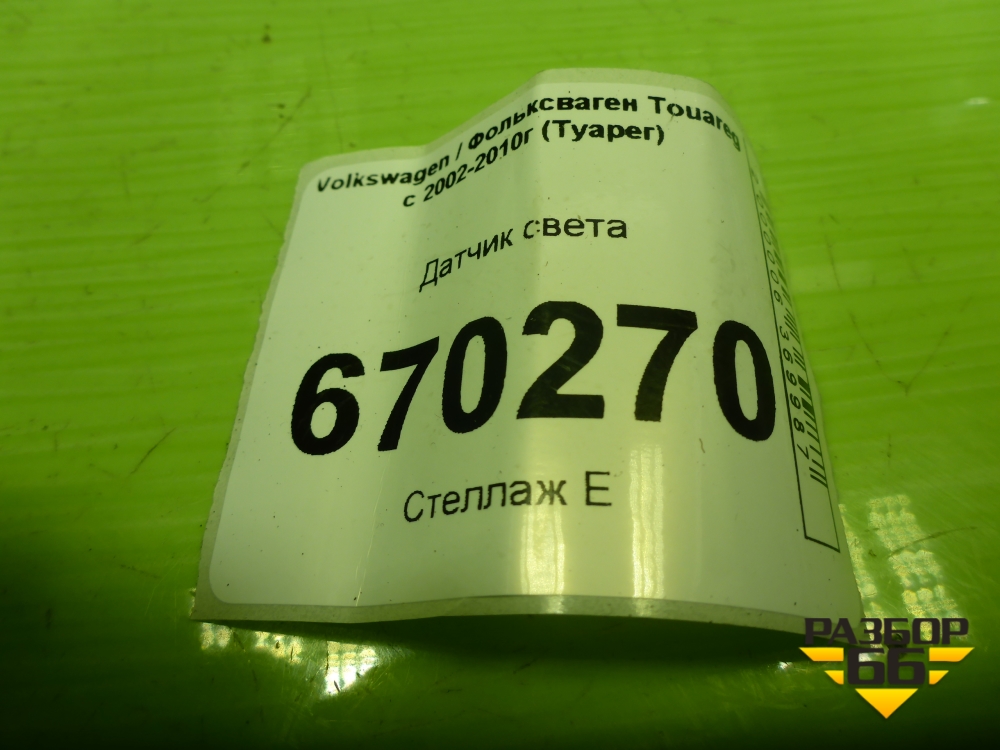 Volkswagen / Фольксваген Touareg
с 2002-2010г (Туарег)
Датчик света
670270
Стеллаж Е
РАЗБОР
66